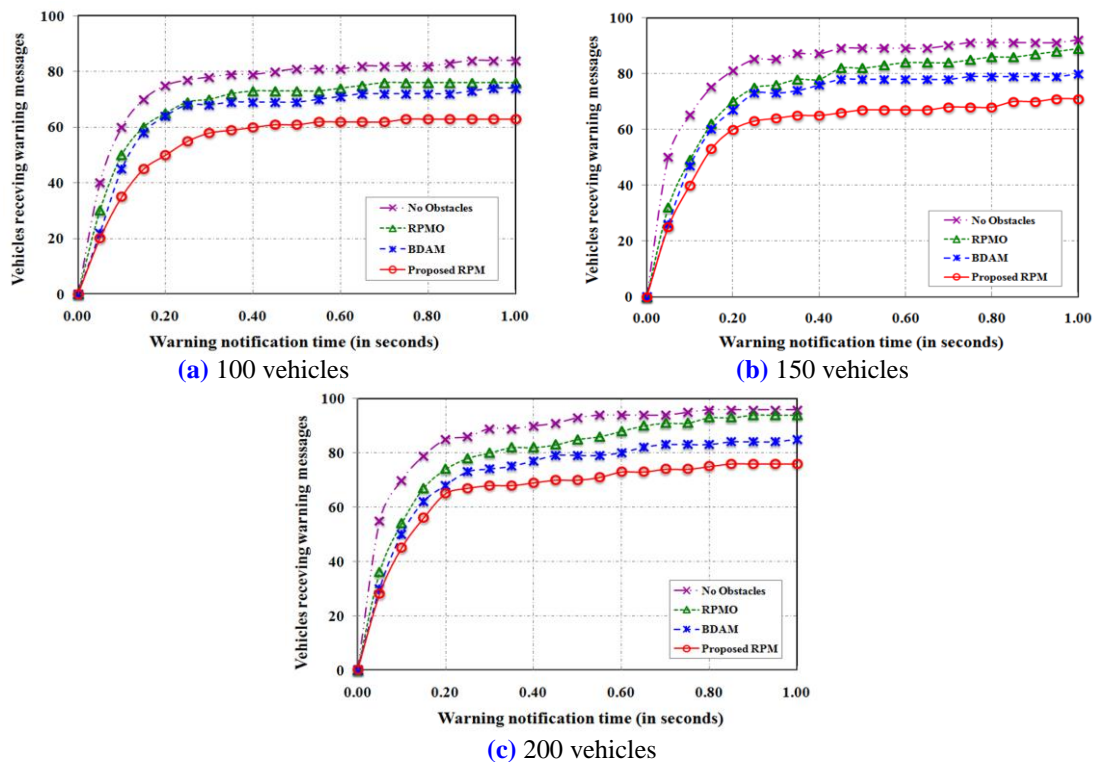 100
80
60
40
20
0
Vehicles receving warning messages
No Obstacles
RPMO
BDAM
Proposed RPM
0.00 0.20 0.40 0.60 0.80 1.00
Warning notification time (in seconds)
(a) 100 vehicles
100
80
60
40
20
0
Vehicles receving warning messages
No Obstacles
RPMO
BDAM
Proposed RPM
0.00 0.20 0.40 0.60 0.80 1.00
Warning notification time (in seconds)
(b) 150 vehicles
100
80
60
40
20
0
Vehicles receving warning messages
No Obstacles
RPMO
BDAM
Proposed RPM
0.00 0.20 0.40 0.60 0.80 1.00
Warning notification time (in seconds)
(c) 200 vehicles